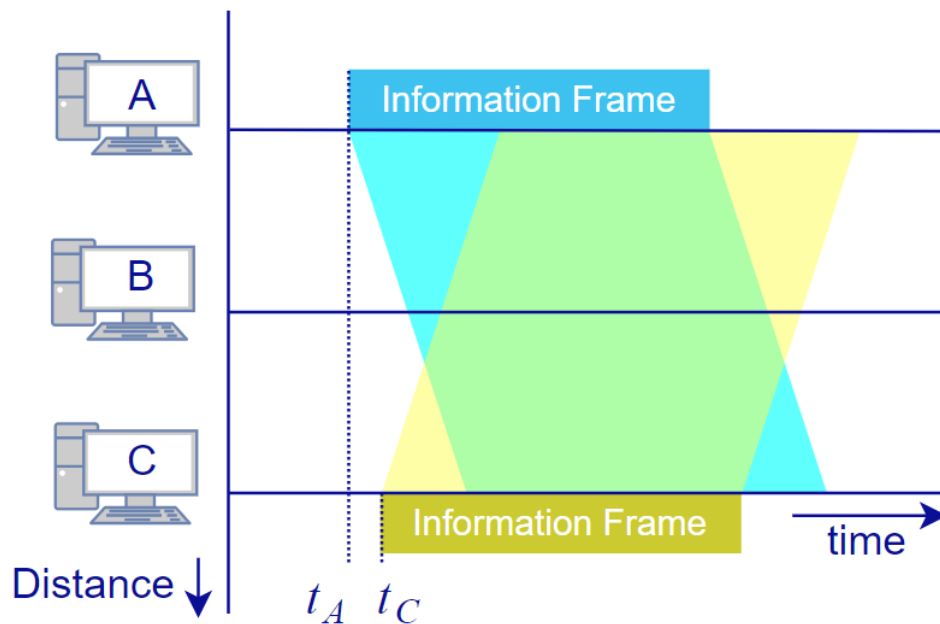 A
Information Frame
B
C
Information Frame
time
Distance
t_A
t_C